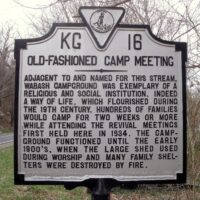 KG 18
OLD-FASHIONED CAMP MEETING
ADJACENT TO AND NAMED FOR THIS STREAM,
WABASH CAMPGROUND WAS EXEMPLARY OF A
RELIGIOUS AND SOCIAL INSTITUTION, INDEED
A WAY OF LIFE, WHICH FLOURISHED DURING
THE 19TH CENTURY. HUNDREDS OF FAMILIES
WOULD CAMP FOR TWO WEEKS OR MORE
WHILE ATTENDING THE REVIVAL MEETINGS
FIRST HELD HERE IN 1834. THE CAMP-
GROUND FUNCTIONED UNTIL THE EARLY
1900'S, WHEN THE LARGE SHED USED
DURING WORSHIP AND MANY FAMILY SHEL-
TERS WERE DESTROYED BY FIRE.